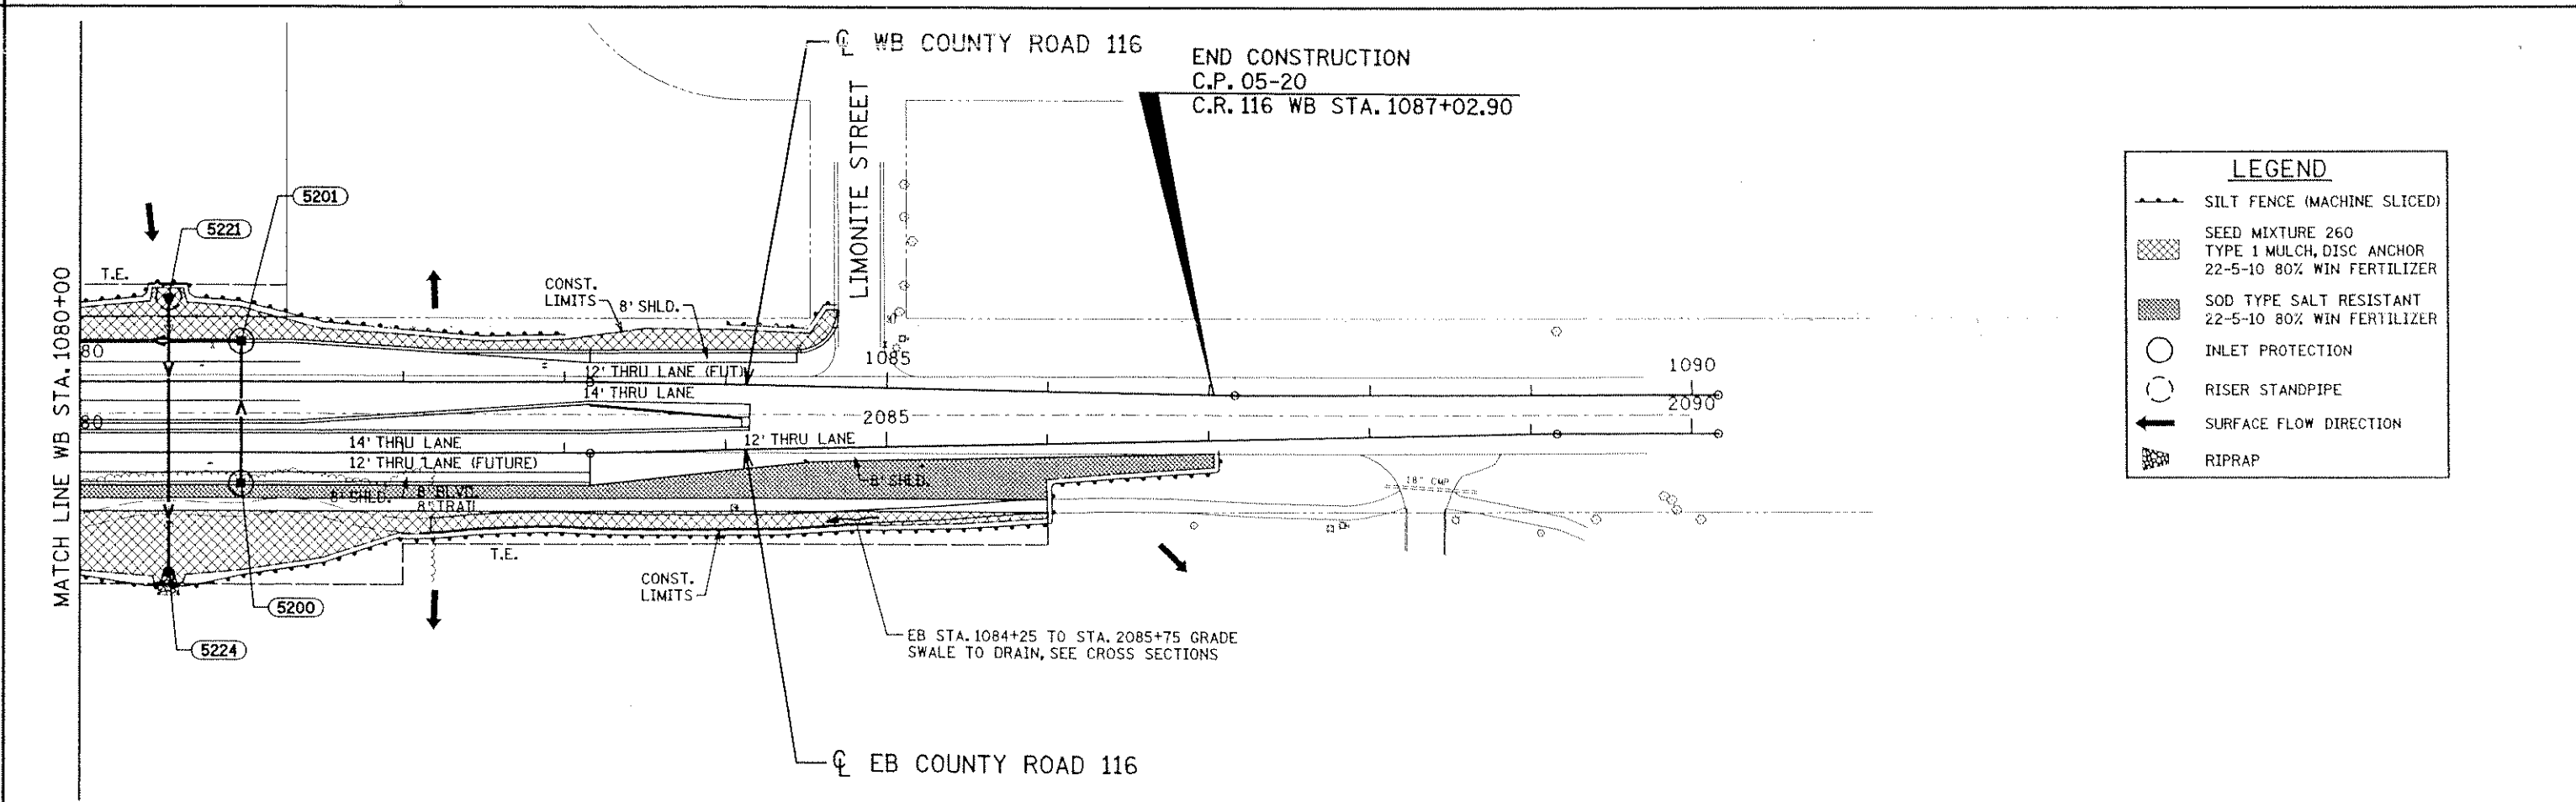 ℄ WB COUNTY ROAD 116
END CONSTRUCTION
C.P. 05-20
C.R. 116 WB STA. 1087+02.90
LIMONITE STREET
5201
5221
T.E.
CONST.
LIMITS
8' SHLD.
MATCH LINE WB STA. 1080+00
80
1085
1090
12' THRU LANE (FUT)
14' THRU LANE
80
2085
2090
14' THRU LANE
12' THRU LANE
12' THRU LANE (FUTURE)
8' SHLD.
8' BLVD.
8' TRAIL
8' SHLD.
18" CMP
T.E.
CONST.
LIMITS
5200
5224
EB STA. 1084+25 TO STA. 2085+75 GRADE
SWALE TO DRAIN, SEE CROSS SECTIONS
℄ EB COUNTY ROAD 116
LEGEND
SILT FENCE (MACHINE SLICED)
SEED MIXTURE 260
TYPE 1 MULCH, DISC ANCHOR
22-5-10 80% WIN FERTILIZER
SOD TYPE SALT RESISTANT
22-5-10 80% WIN FERTILIZER
INLET PROTECTION
RISER STANDPIPE
SURFACE FLOW DIRECTION
RIPRAP